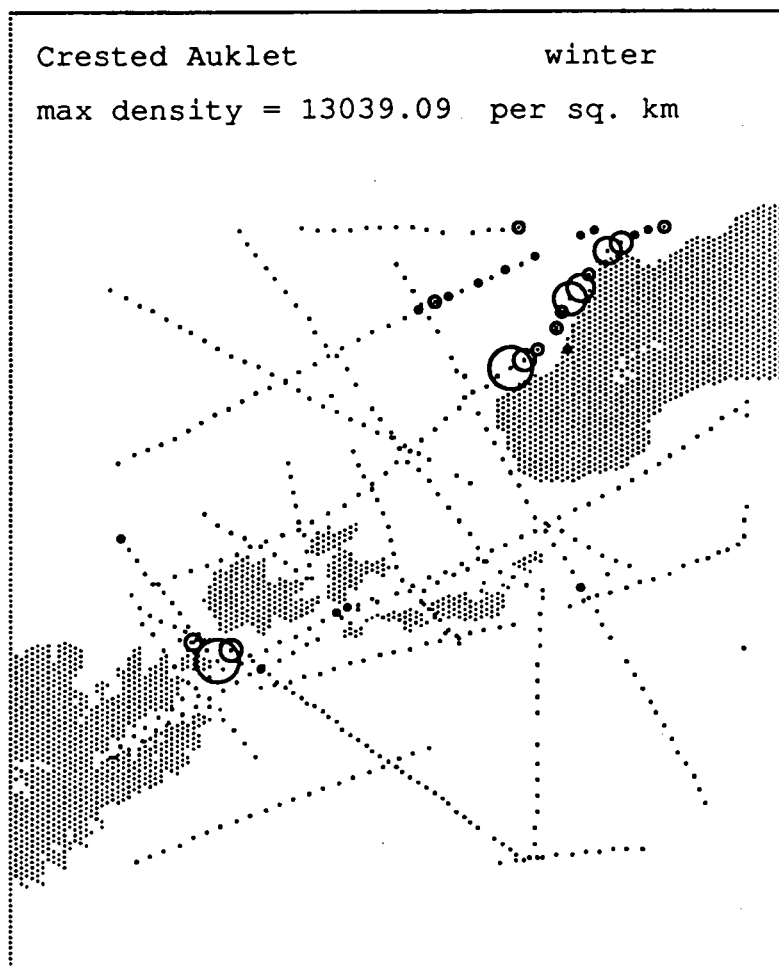 Crested Auklet winter
max density = 13039.09 per sq. km